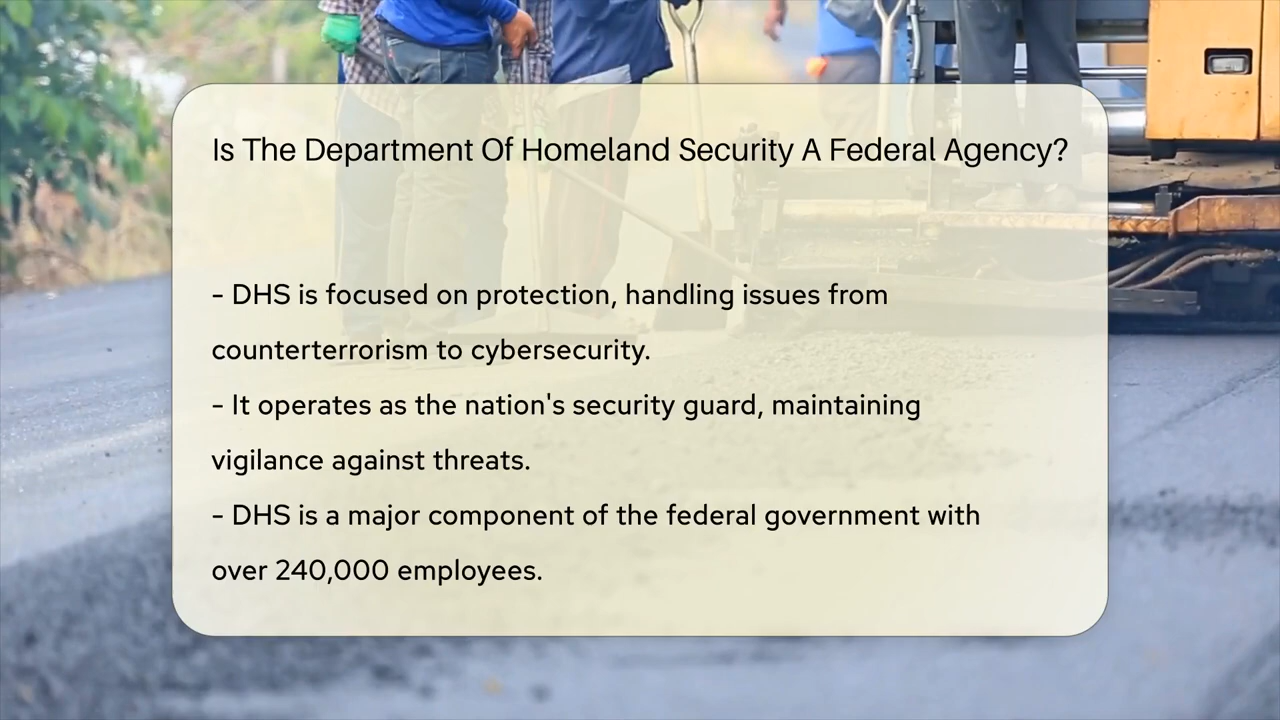 Is The Department Of Homeland Security A Federal Agency?
- DHS is focused on protection, handling issues from
counterterrorism to cybersecurity.
- It operates as the nation's security guard, maintaining
vigilance against threats.
- DHS is a major component of the federal government with
over 240,000 employees.